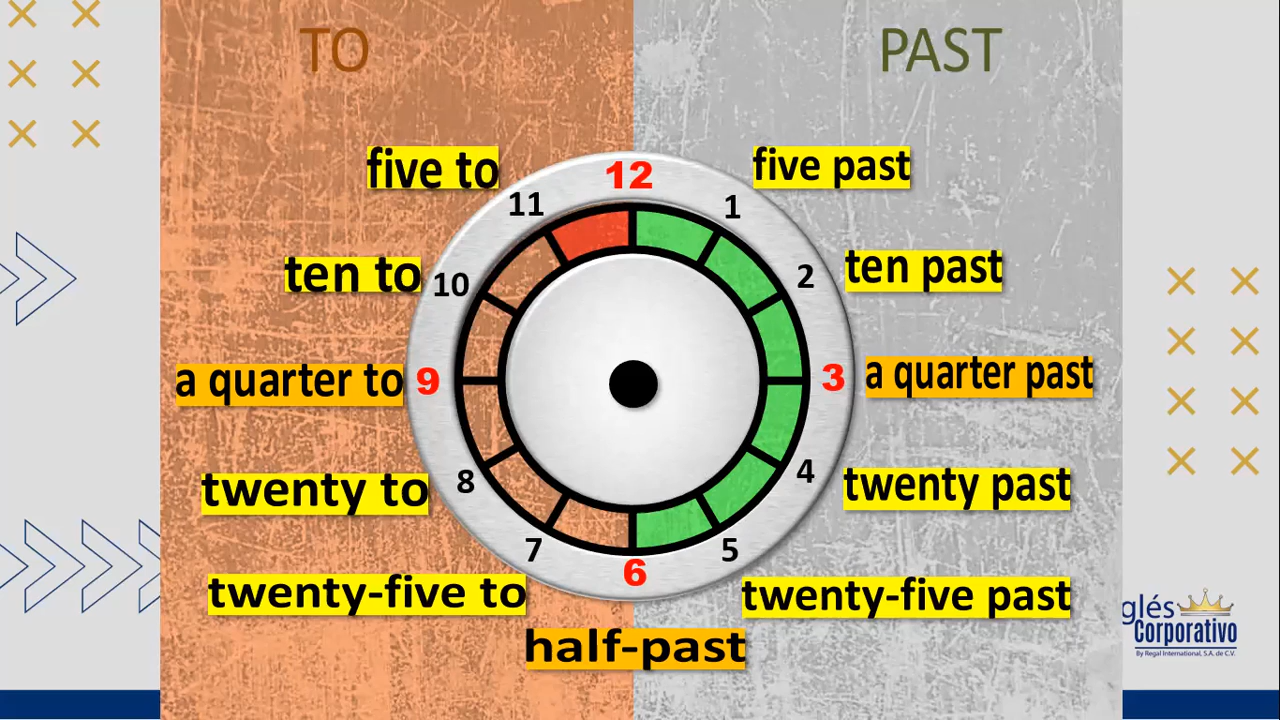 TO
PAST
five to
12
five past
11
1
ten to
10
2
ten past
a quarter to
9
3
a quarter past
twenty to
8
4
twenty past
7
5
twenty-five to
6
twenty-five past
half-past
glés
Corporativo
By Regal International, S.A. de C.V.